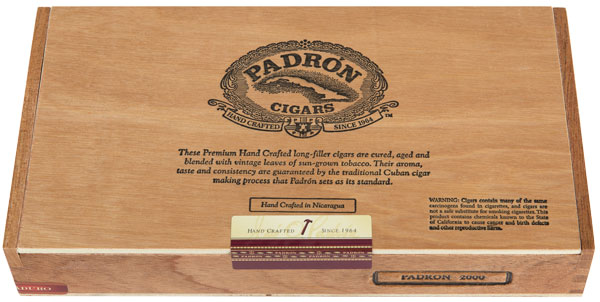 PADRÓN
CIGARS
HAND CRAFTED SINCE 1964 ™
These Premium Hand Crafted long-filler cigars are cured, aged and
blended with vintage leaves of sun-grown tobacco. Their aroma,
taste and consistency are guaranteed by the traditional Cuban cigar
making process that Padrón sets as its standard.
Hand Crafted in Nicaragua
WARNING: Cigars contain many of the same
carcinogens found in cigarettes, and cigars are
not a safe substitute for smoking cigarettes. This
product contains chemicals known to the State
of California to cause cancer and birth defects
and other reproductive harm.
HAND CRAFTED SINCE 1964
PADRÓN 2000